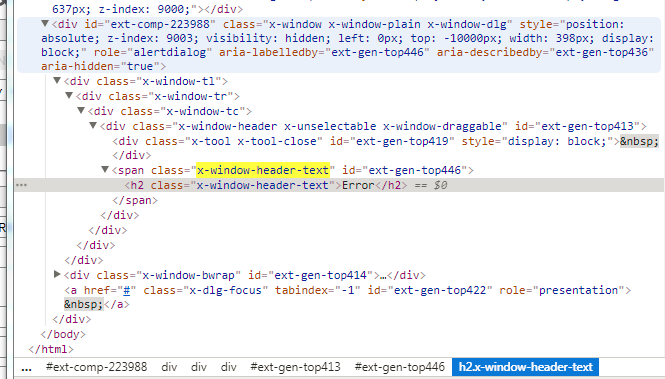 637px; z-index: 9000;"></div>
▼<div id="ext-comp-223988" class="x-window x-window-plain x-window-dlg" style="position:
absolute; z-index: 9003; visibility: hidden; left: 0px; top: -10000px; width: 398px; display:
block;" role="alertdialog" aria-labelledby="ext-gen-top446" aria-describedby="ext-gen-top436"
aria-hidden="true">
▼<div class="x-window-tl">
▼<div class="x-window-tr">
▼<div class="x-window-tc">
▼<div class="x-window-header x-unselectable x-window-draggable" id="ext-gen-top413">
<div class="x-tool x-tool-close" id="ext-gen-top419" style="display: block;">&nbsp;
</div>
▼<span class="x-window-header-text" id="ext-gen-top446">
... <h2 class="x-window-header-text">Error</h2> == $0
</span>
</div>
</div>
</div>
</div>
▶<div class="x-window-bwrap" id="ext-gen-top414">…</div>
<a href="#" class="x-dlg-focus" tabindex="-1" id="ext-gen-top422" role="presentation">
&nbsp;</a>
</div>
</body>
</html>
... #ext-comp-223988 div div div #ext-gen-top413 #ext-gen-top446 h2.x-window-header-text